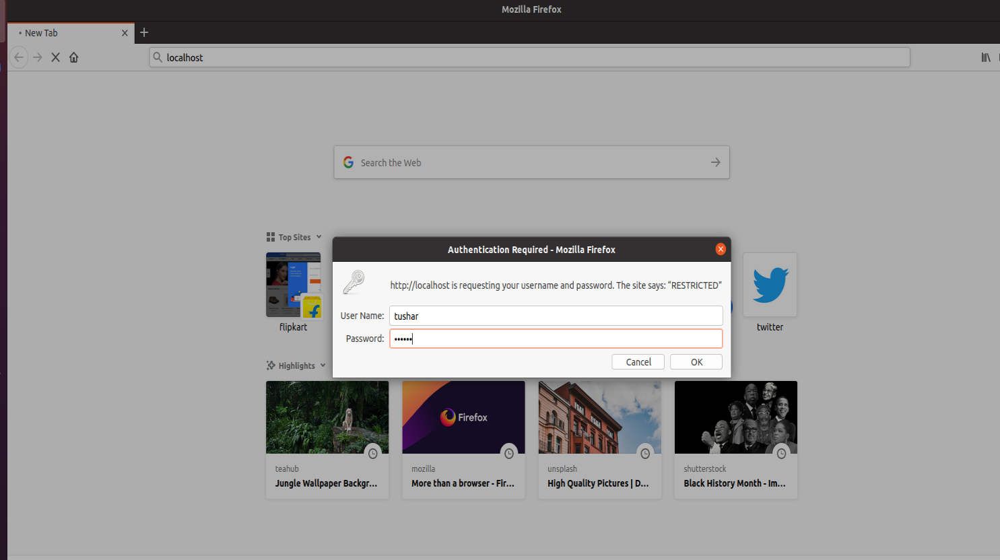 Mozilla Firefox
• New Tab
localhost
Search the Web
Top Sites
Authentication Required - Mozilla Firefox
http://localhost is requesting your username and password. The site says: “RESTRICTED”
User Name: tushar
Password: ••••••
Cancel OK
flipkart
twitter
Highlights
Firefox
teahub
Jungle Wallpaper Backgr...
mozilla
More than a browser - Fir...
unsplash
High Quality Pictures | D...
shutterstock
Black History Month - Im...